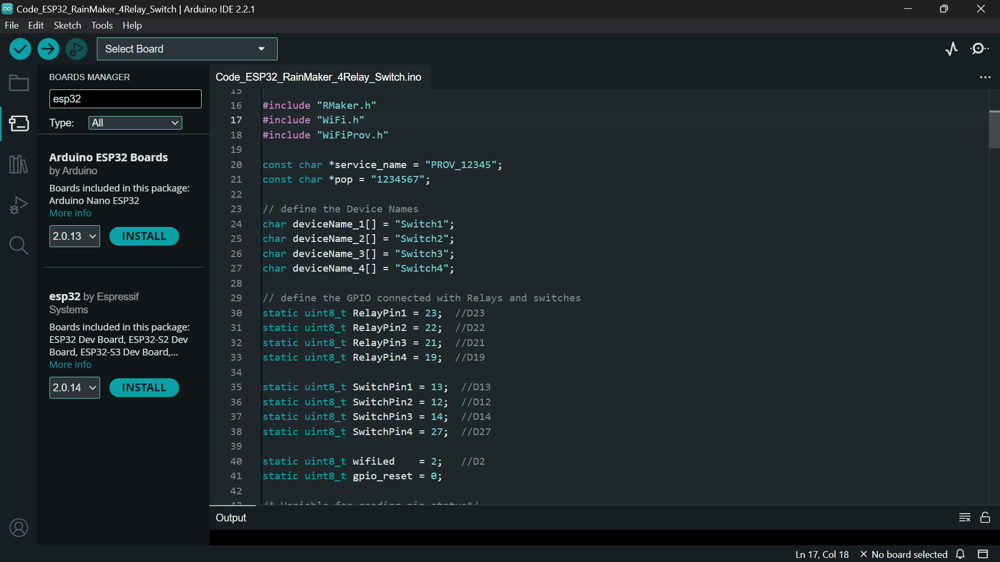 Code_ESP32_RainMaker_4Relay_Switch | Arduino IDE 2.2.1
File Edit Sketch Tools Help
Select Board
BOARDS MANAGER
esp32
Type: All
Arduino ESP32 Boards
by Arduino
Boards included in this package:
Arduino Nano ESP32
More info
2.0.13 INSTALL
esp32 by Espressif
Systems
Boards included in this package:
ESP32 Dev Board, ESP32-S2 Dev
Board, ESP32-S3 Dev Board,...
More info
2.0.14 INSTALL
Code_ESP32_RainMaker_4Relay_Switch.ino
15
16 #include "RMaker.h"
17 #include "WiFi.h"
18 #include "WiFiProv.h"
19
20 const char *service_name = "PROV_12345";
21 const char *pop = "1234567";
22
23 // define the Device Names
24 char deviceName_1[] = "Switch1";
25 char deviceName_2[] = "Switch2";
26 char deviceName_3[] = "Switch3";
27 char deviceName_4[] = "Switch4";
28
29 // define the GPIO connected with Relays and switches
30 static uint8_t RelayPin1 = 23; //D23
31 static uint8_t RelayPin2 = 22; //D22
32 static uint8_t RelayPin3 = 21; //D21
33 static uint8_t RelayPin4 = 19; //D19
34
35 static uint8_t SwitchPin1 = 13; //D13
36 static uint8_t SwitchPin2 = 12; //D12
37 static uint8_t SwitchPin3 = 14; //D14
38 static uint8_t SwitchPin4 = 27; //D27
39
40 static uint8_t wifiLed = 2; //D2
41 static uint8_t gpio_reset = 0;
42
43 /* Variable for reading pin status*/
Output
Ln 17, Col 18 No board selected